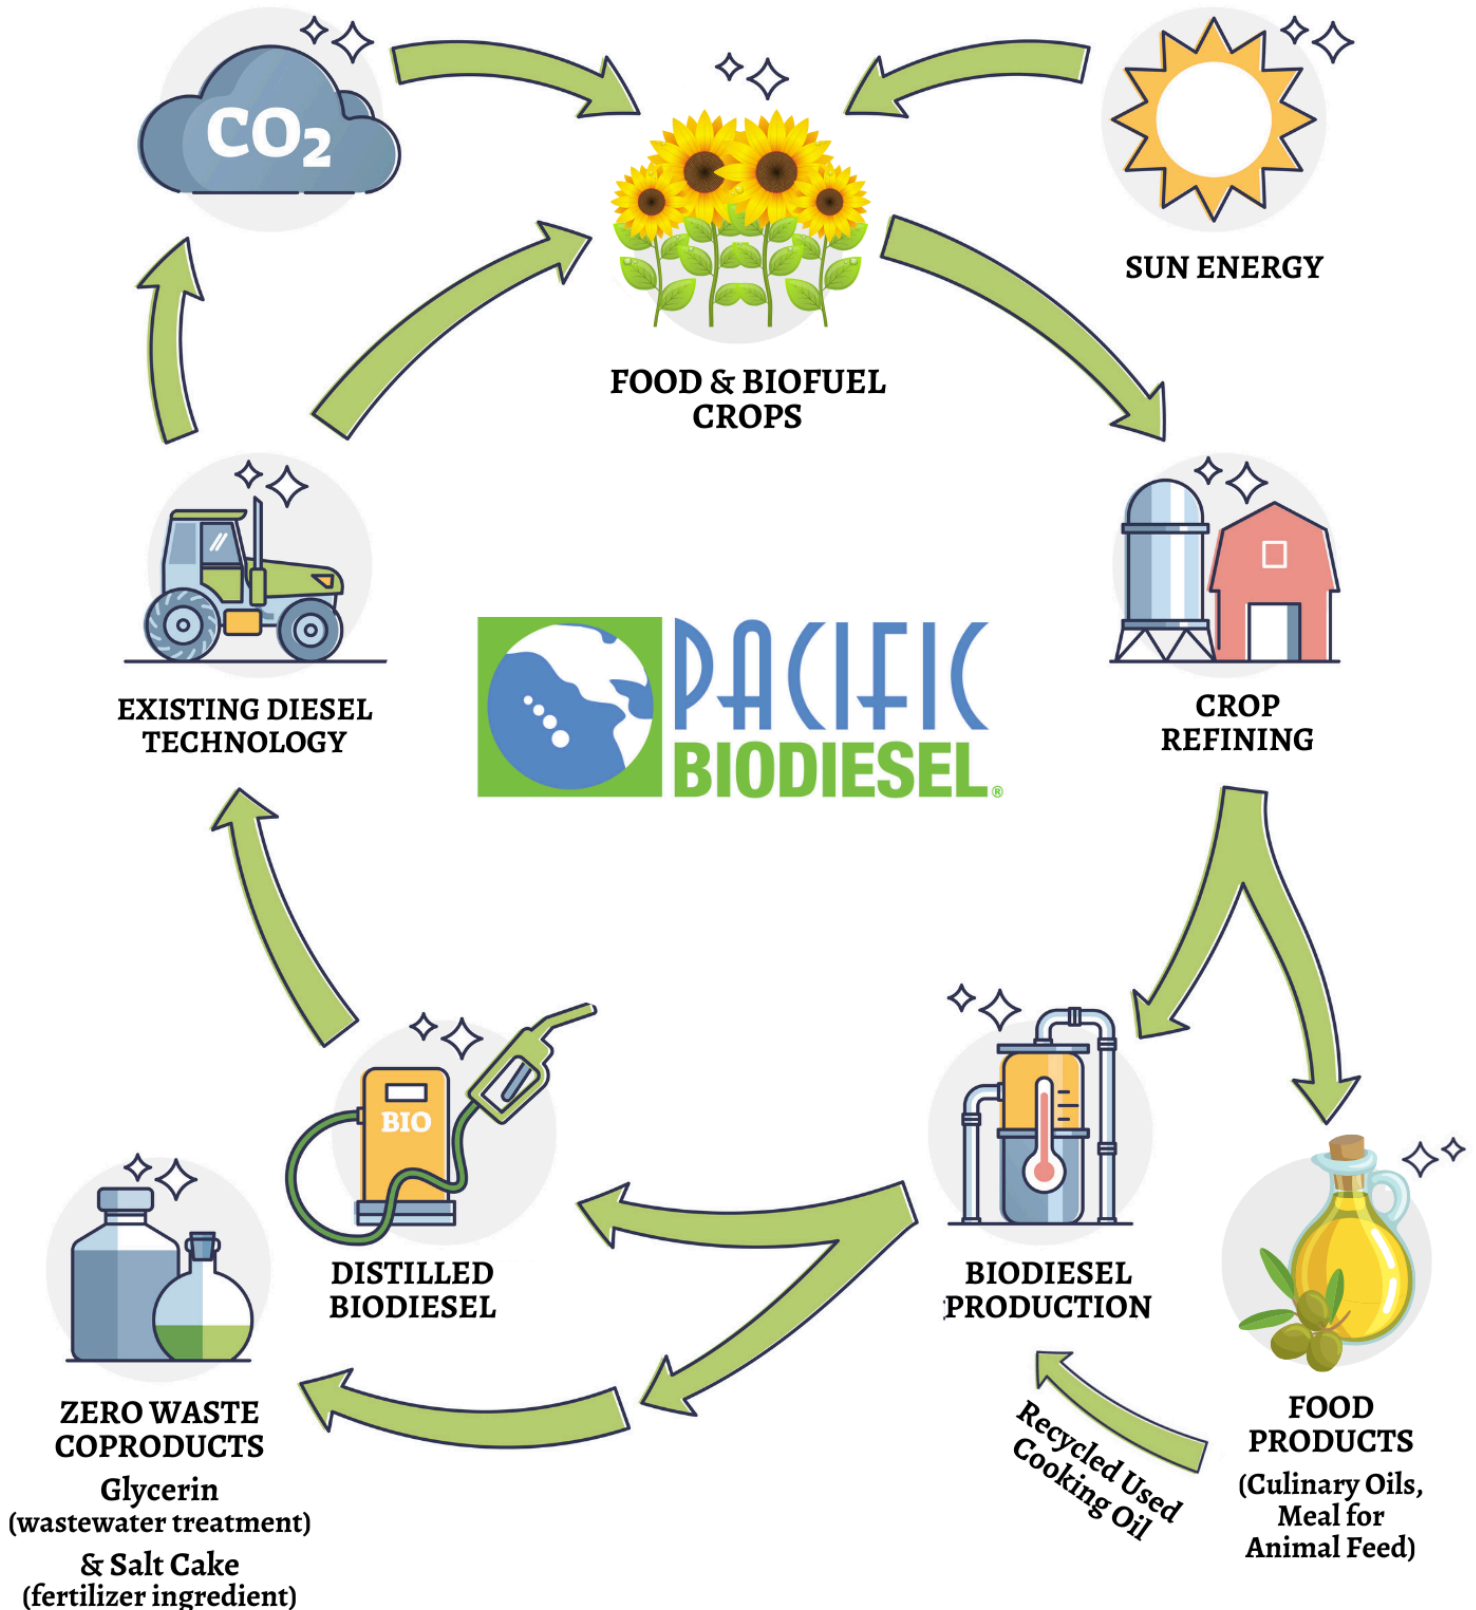 CO₂
SUN ENERGY
FOOD & BIOFUEL
CROPS
EXISTING DIESEL
TECHNOLOGY
PACIFIC
BIODIESEL®
CROP
REFINING
BIO
DISTILLED
BIODIESEL
BIODIESEL
PRODUCTION
ZERO WASTE
COPRODUCTS
Glycerin
(wastewater treatment)
& Salt Cake
(fertilizer ingredient)
Recycled Used
Cooking Oil
FOOD
PRODUCTS
(Culinary Oils,
Meal for
Animal Feed)